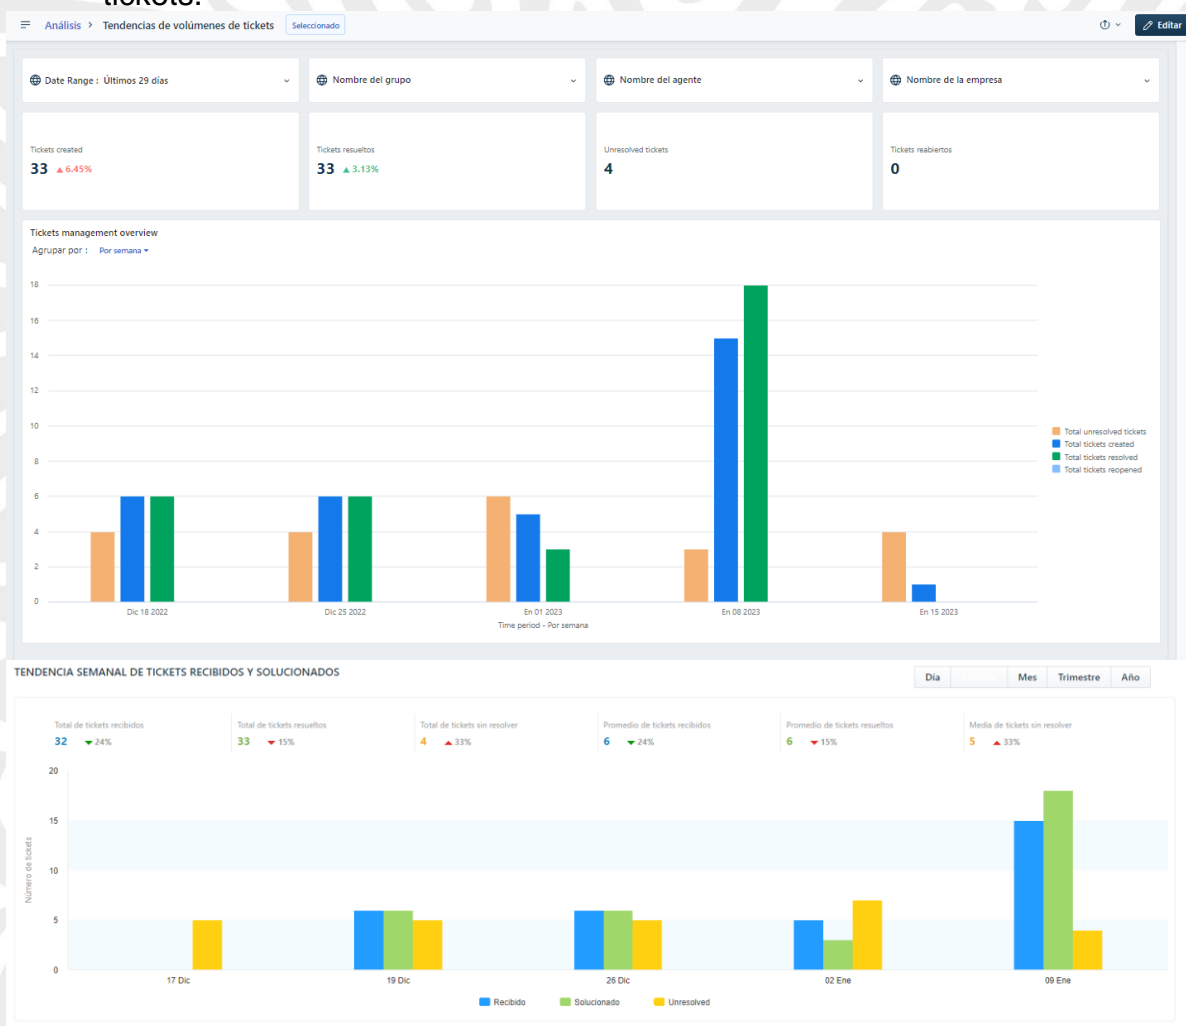 tickets.
Análisis > Tendencias de volúmenes de tickets Seleccionado Editar
Date Range : Últimos 29 días Nombre del grupo Nombre del agente Nombre de la empresa
Tickets created Tickets resueltos Unresolved tickets Tickets reabiertos
33 ▲ 6.45% 33 ▲ 3.13% 4 0
Tickets management overview
Agrupar por : Por semana
18
16
14
12
10
8
6
4
2
0
Total unresolved tickets
Total tickets created
Total tickets resolved
Total tickets reopened
Dic 18 2022 Dic 25 2022 En 01 2023 En 08 2023 En 15 2023
Time period - Por semana
TENDENCIA SEMANAL DE TICKETS RECIBIDOS Y SOLUCIONADOS Día Mes Trimestre Año
Total de tickets recibidos Total de tickets resueltos Total de tickets sin resolver Promedio de tickets recibidos Promedio de tickets resueltos Media de tickets sin resolver
32 ▼ 24% 33 ▼ 15% 4 ▲ 33% 6 ▼ 24% 6 ▼ 15% 5 ▲ 33%
Número de tickets
20
15
10
5
0
17 Dic 19 Dic 26 Dic 02 Ene 09 Ene
Recibido Solucionado Unresolved